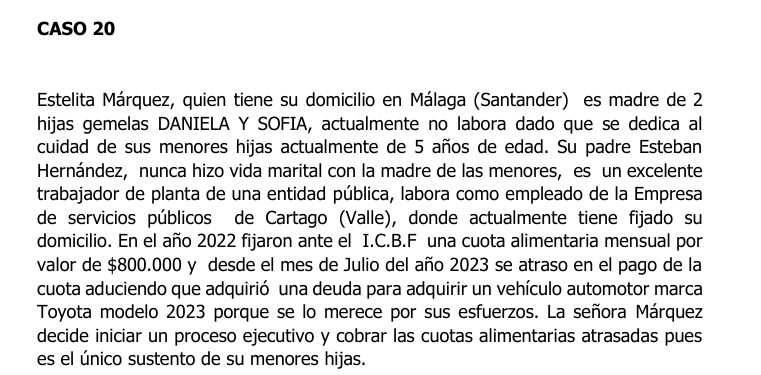 CASO 20
Estelita Márquez, quien tiene su domicilio en Málaga (Santander) es madre de 2
hijas gemelas DANIELA Y SOFIA, actualmente no labora dado que se dedica al
cuidad de sus menores hijas actualmente de 5 años de edad. Su padre Esteban
Hernández, nunca hizo vida marital con la madre de las menores, es un excelente
trabajador de planta de una entidad pública, labora como empleado de la Empresa
de servicios públicos de Cartago (Valle), donde actualmente tiene fijado su
domicilio. En el año 2022 fijaron ante el I.C.B.F una cuota alimentaria mensual por
valor de $800.000 y desde el mes de Julio del año 2023 se atraso en el pago de la
cuota aduciendo que adquirió una deuda para adquirir un vehículo automotor marca
Toyota modelo 2023 porque se lo merece por sus esfuerzos. La señora Márquez
decide iniciar un proceso ejecutivo y cobrar las cuotas alimentarias atrasadas pues
es el único sustento de su menores hijas.